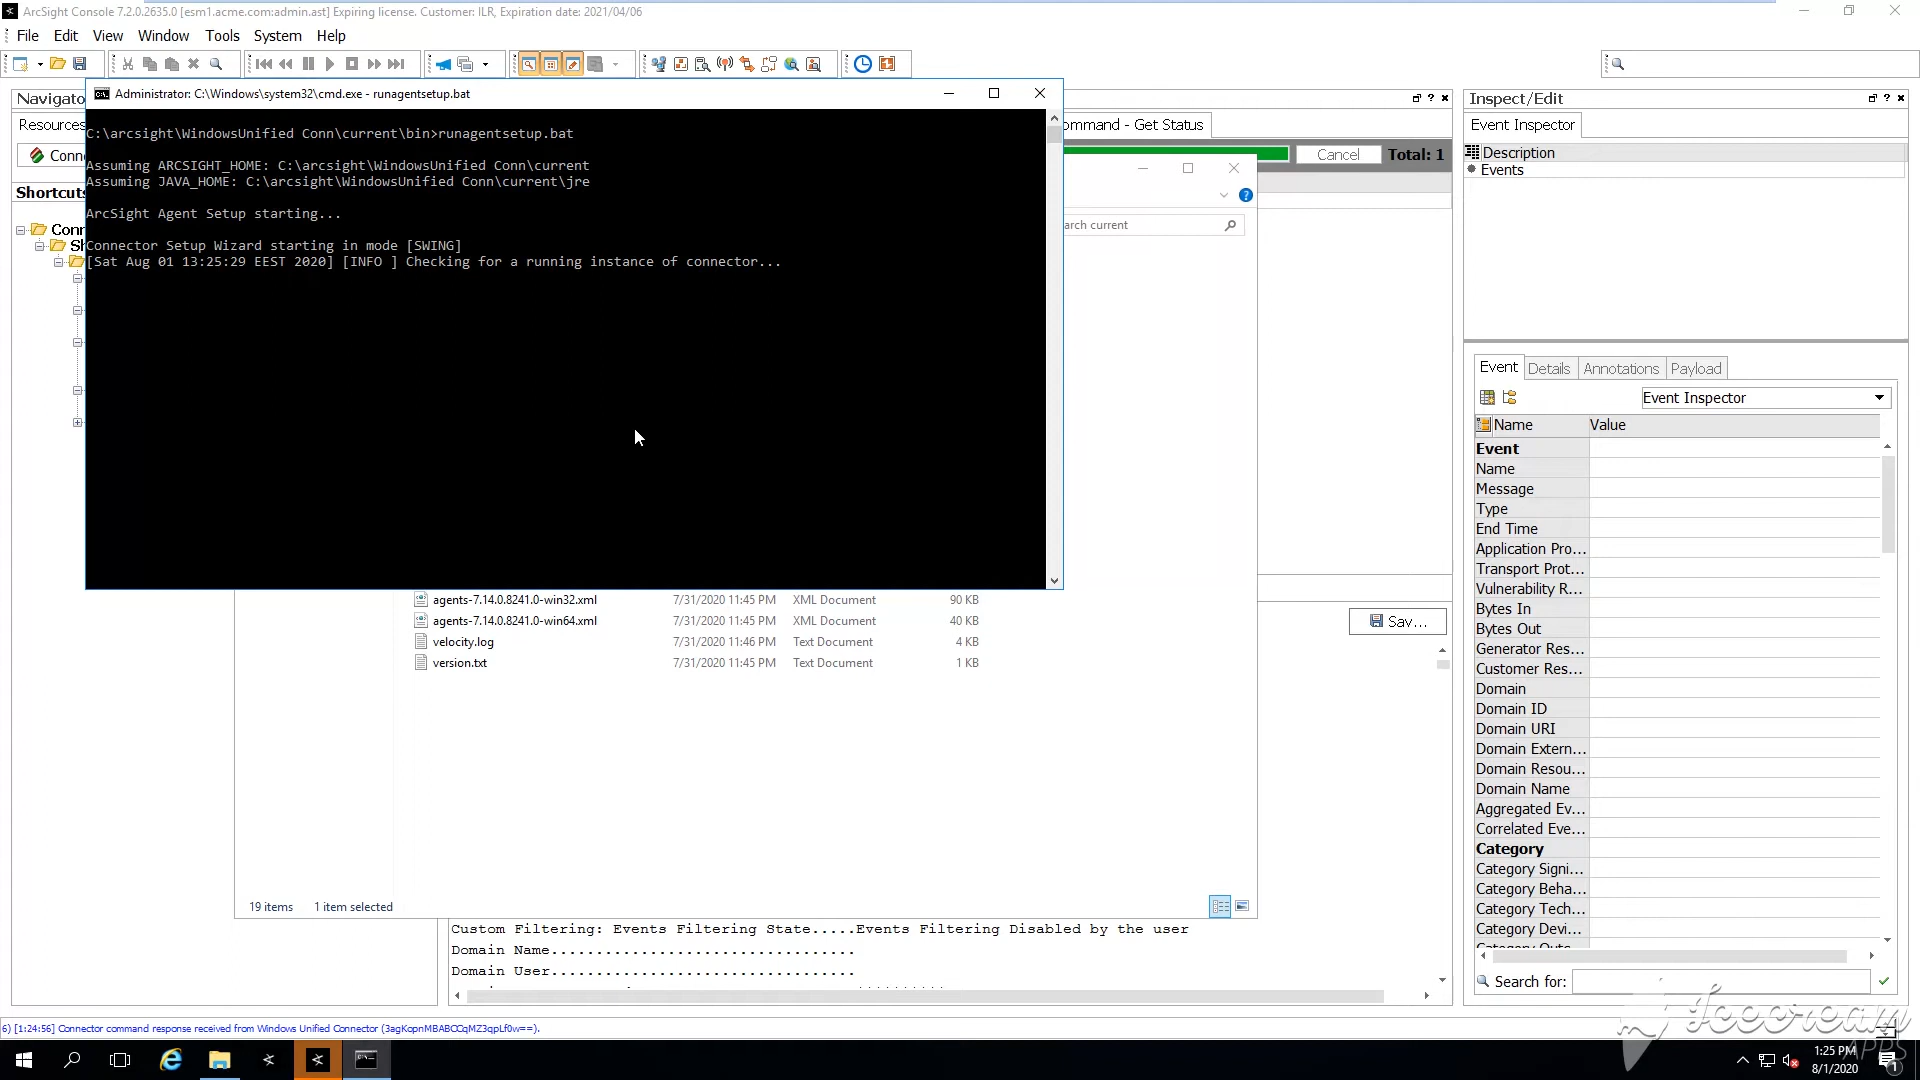 ArcSight Console 7.2.0.2635.0 [esm1.acme.com:admin.ast] Expiring license. Customer: ILR, Expiration date: 2021/04/06
File Edit View Window Tools System Help
Navigato
Resources
Conn
Shortcuts
Conn
Sh
Administrator: C:\Windows\system32\cmd.exe - runagentsetup.bat
C:\arcsight\WindowsUnified Conn\current\bin>runagentsetup.bat
Assuming ARCSIGHT_HOME: C:\arcsight\WindowsUnified Conn\current
Assuming JAVA_HOME: C:\arcsight\WindowsUnified Conn\current\jre
ArcSight Agent Setup starting...
Connector Setup Wizard starting in mode [SWING]
[Sat Aug 01 13:25:29 EEST 2020] [INFO ] Checking for a running instance of connector...
ommand - Get Status
Cancel Total: 1
arch current
agents-7.14.0.8241.0-win32.xml 7/31/2020 11:45 PM XML Document 90 KB
agents-7.14.0.8241.0-win64.xml 7/31/2020 11:45 PM XML Document 40 KB
velocity.log 7/31/2020 11:46 PM Text Document 4 KB
version.txt 7/31/2020 11:45 PM Text Document 1 KB
19 items 1 item selected
Sav...
Custom Filtering: Events Filtering State.....Events Filtering Disabled by the user
Domain Name..................................
Domain User..................................
Inspect/Edit
Event Inspector
Description
Events
Event Details Annotations Payload
Event Inspector
Name Value
Event
Name
Message
Type
End Time
Application Pro...
Transport Prot...
Vulnerability R...
Bytes In
Bytes Out
Generator Res...
Customer Res...
Domain
Domain ID
Domain URI
Domain Extern...
Domain Resou...
Domain Name
Aggregated Ev...
Correlated Eve...
Category
Category Signi...
Category Beha...
Category Tech...
Category Devi...
Search for:
6) [1:24:56] Connector command response received from Windows Unified Connector (3agKopnMBABCCqMZ3qpLf0w==).
Icecream
APPS
1:25 PM
8/1/2020